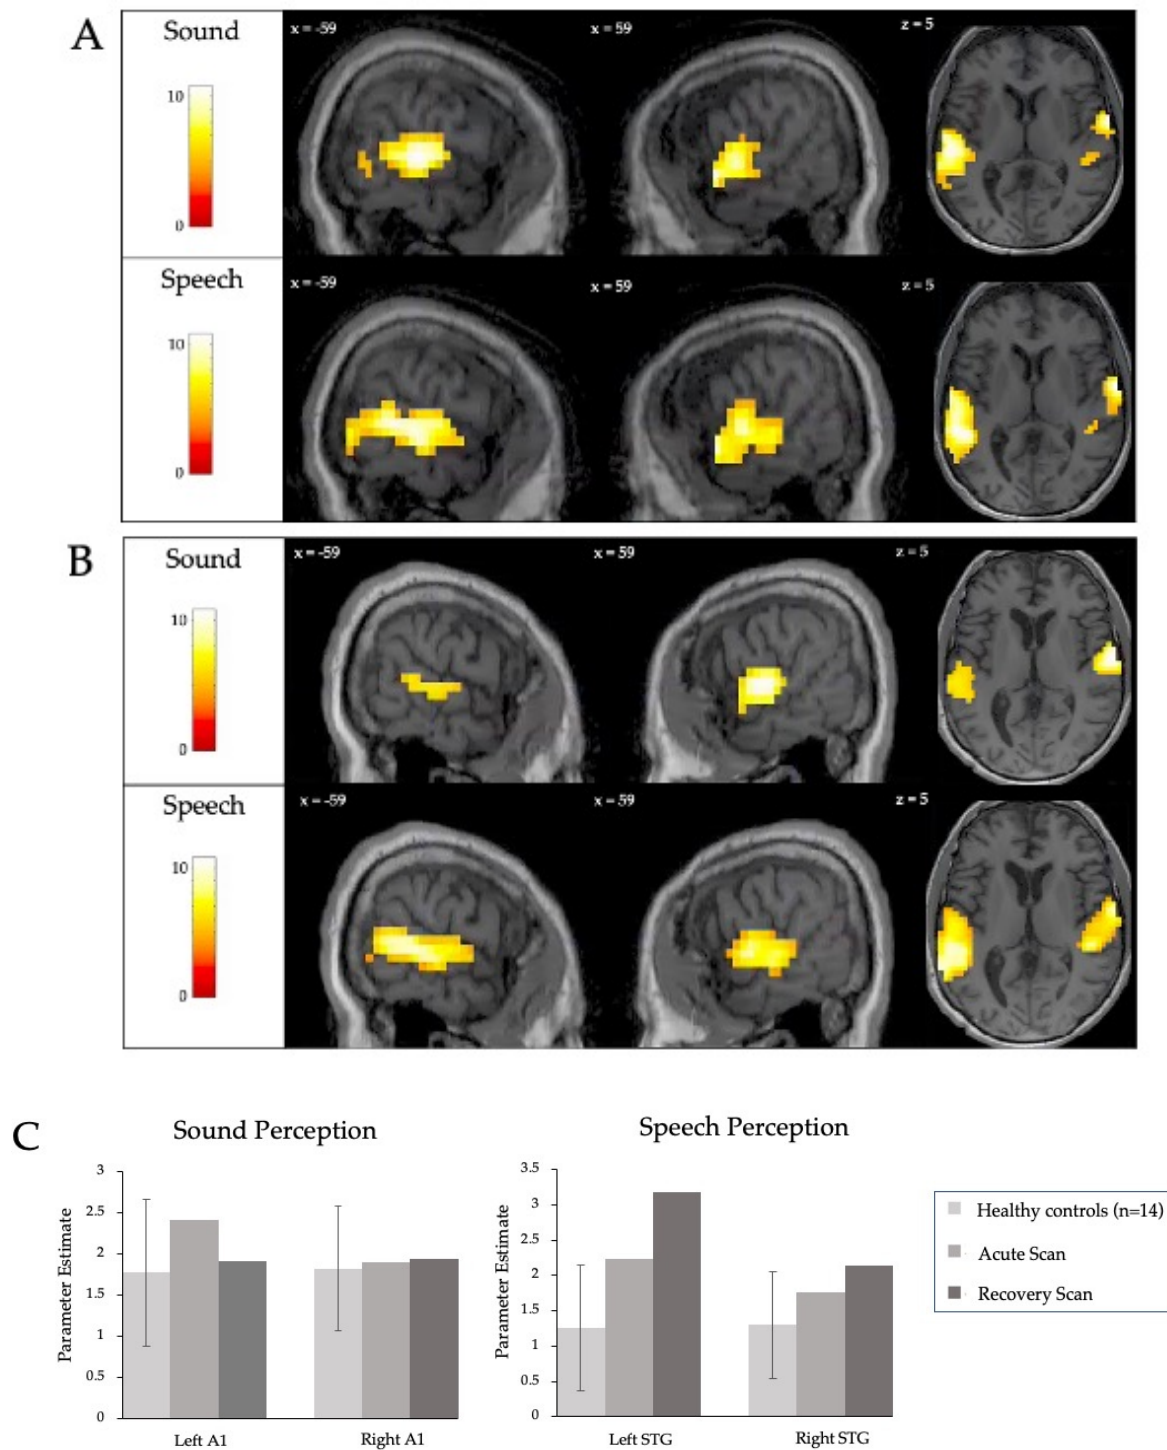 A
Sound
10
0
x = -59
x = 59
z = 5
Speech
10
0
x = -59
x = 59
z = 5
B
Sound
10
0
x = -59
x = 59
z = 5
Speech
10
0
x = -59
x = 59
z = 5
C
Sound Perception
Parameter Estimate
3
2.5
2
1.5
1
0.5
0
Left A1
Right A1
Speech Perception
Parameter Estimate
3.5
3
2.5
2
1.5
1
0.5
0
Left STG
Right STG
Healthy controls (n=14)
Acute Scan
Recovery Scan